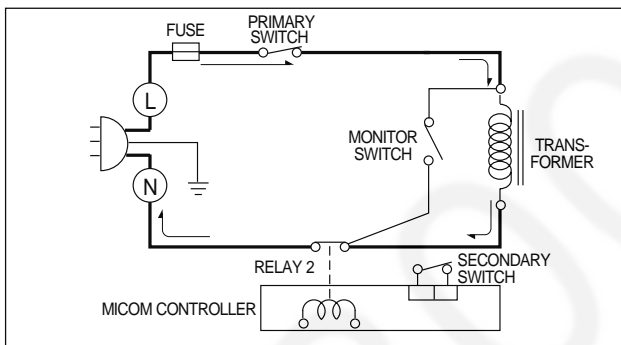 FUSE
PRIMARY
SWITCH
L
MONITOR
SWITCH
TRANS-
FORMER
N
RELAY 2
SECONDARY
SWITCH
MICOM CONTROLLER